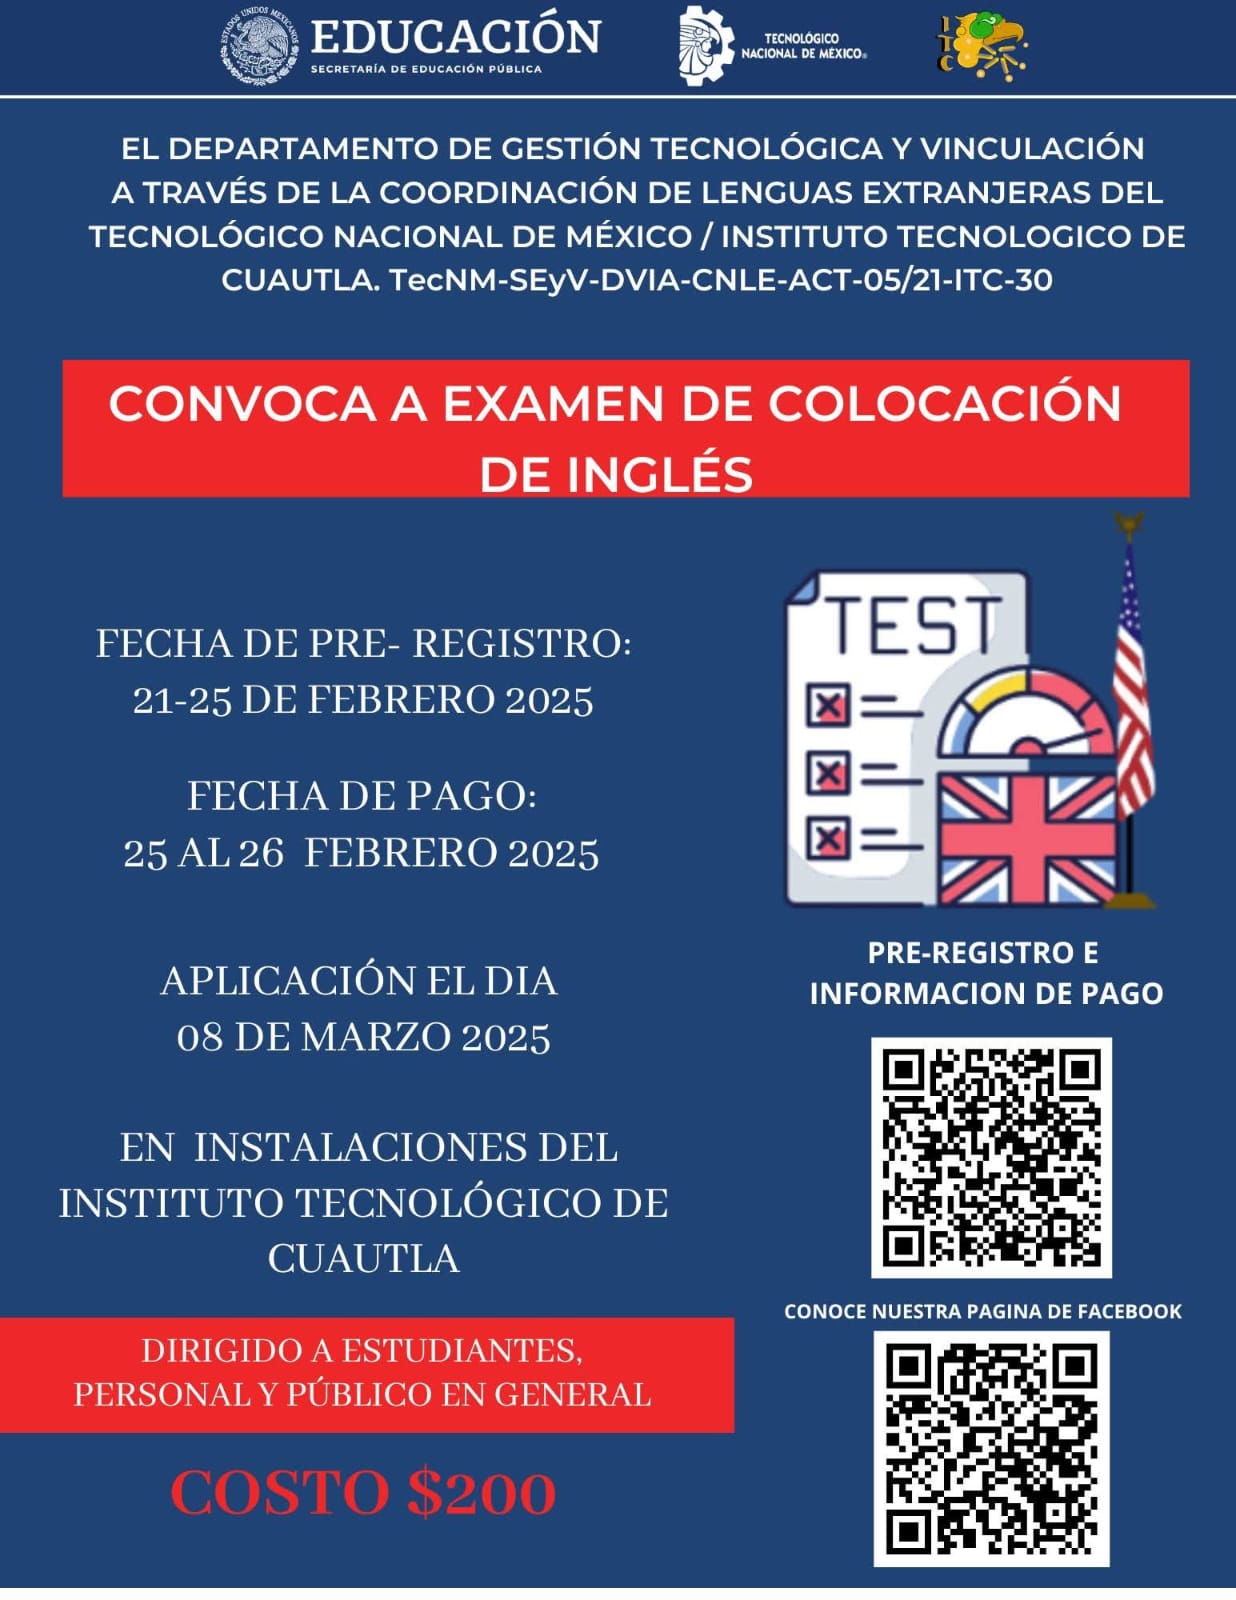 EDUCACIÓN
SECRETARÍA DE EDUCACIÓN PÚBLICA
ESTADOS UNIDOS MEXICANOS
TECNOLÓGICO
NACIONAL DE MÉXICO®
ITC
EL DEPARTAMENTO DE GESTIÓN TECNOLÓGICA Y VINCULACIÓN
A TRAVÉS DE LA COORDINACIÓN DE LENGUAS EXTRANJERAS DEL
TECNOLÓGICO NACIONAL DE MÉXICO / INSTITUTO TECNOLOGICO DE
CUAUTLA. TecNM-SEyV-DVIA-CNLE-ACT-05/21-ITC-30
CONVOCA A EXAMEN DE COLOCACIÓN
DE INGLÉS
TEST
FECHA DE PRE- REGISTRO:
21-25 DE FEBRERO 2025
FECHA DE PAGO:
25 AL 26 FEBRERO 2025
APLICACIÓN EL DIA
08 DE MARZO 2025
EN INSTALACIONES DEL
INSTITUTO TECNOLÓGICO DE
CUAUTLA
DIRIGIDO A ESTUDIANTES,
PERSONAL Y PÚBLICO EN GENERAL
COSTO $200
PRE-REGISTRO E
INFORMACION DE PAGO
CONOCE NUESTRA PAGINA DE FACEBOOK